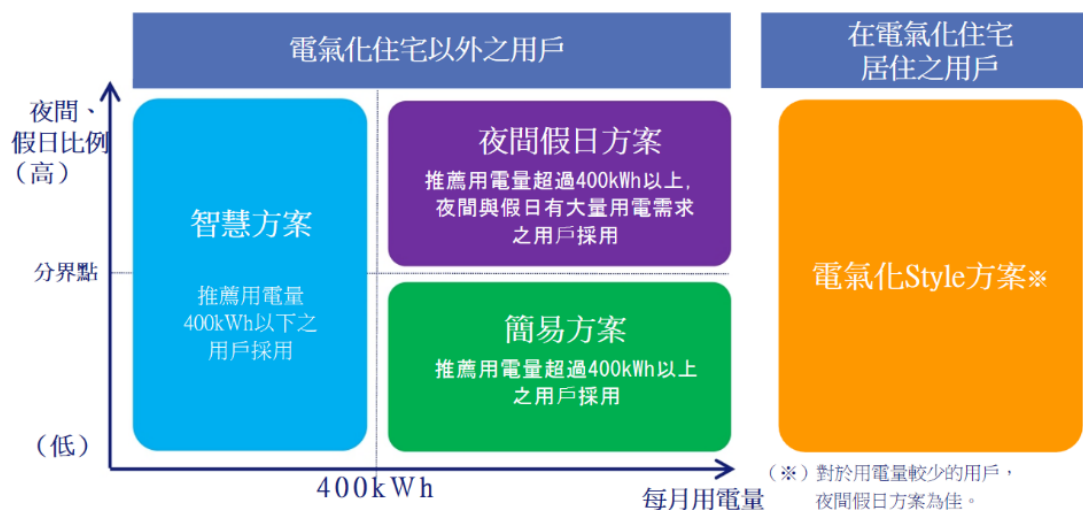 電氣化住宅以外之用戶
在電氣化住宅
居住之用戶
夜間、
假日比例
（高）
分界點
（低）
智慧方案
推薦用電量
400kWh以下之
用戶採用
夜間假日方案
推薦用電量超過400kWh以上,
夜間與假日有大量用電需求
之用戶採用
簡易方案
推薦用電量超過400kWh以上
之用戶採用
電氣化Style方案※
400kWh
每月用電量
（※）對於用電量較少的用戶，
夜間假日方案為佳。